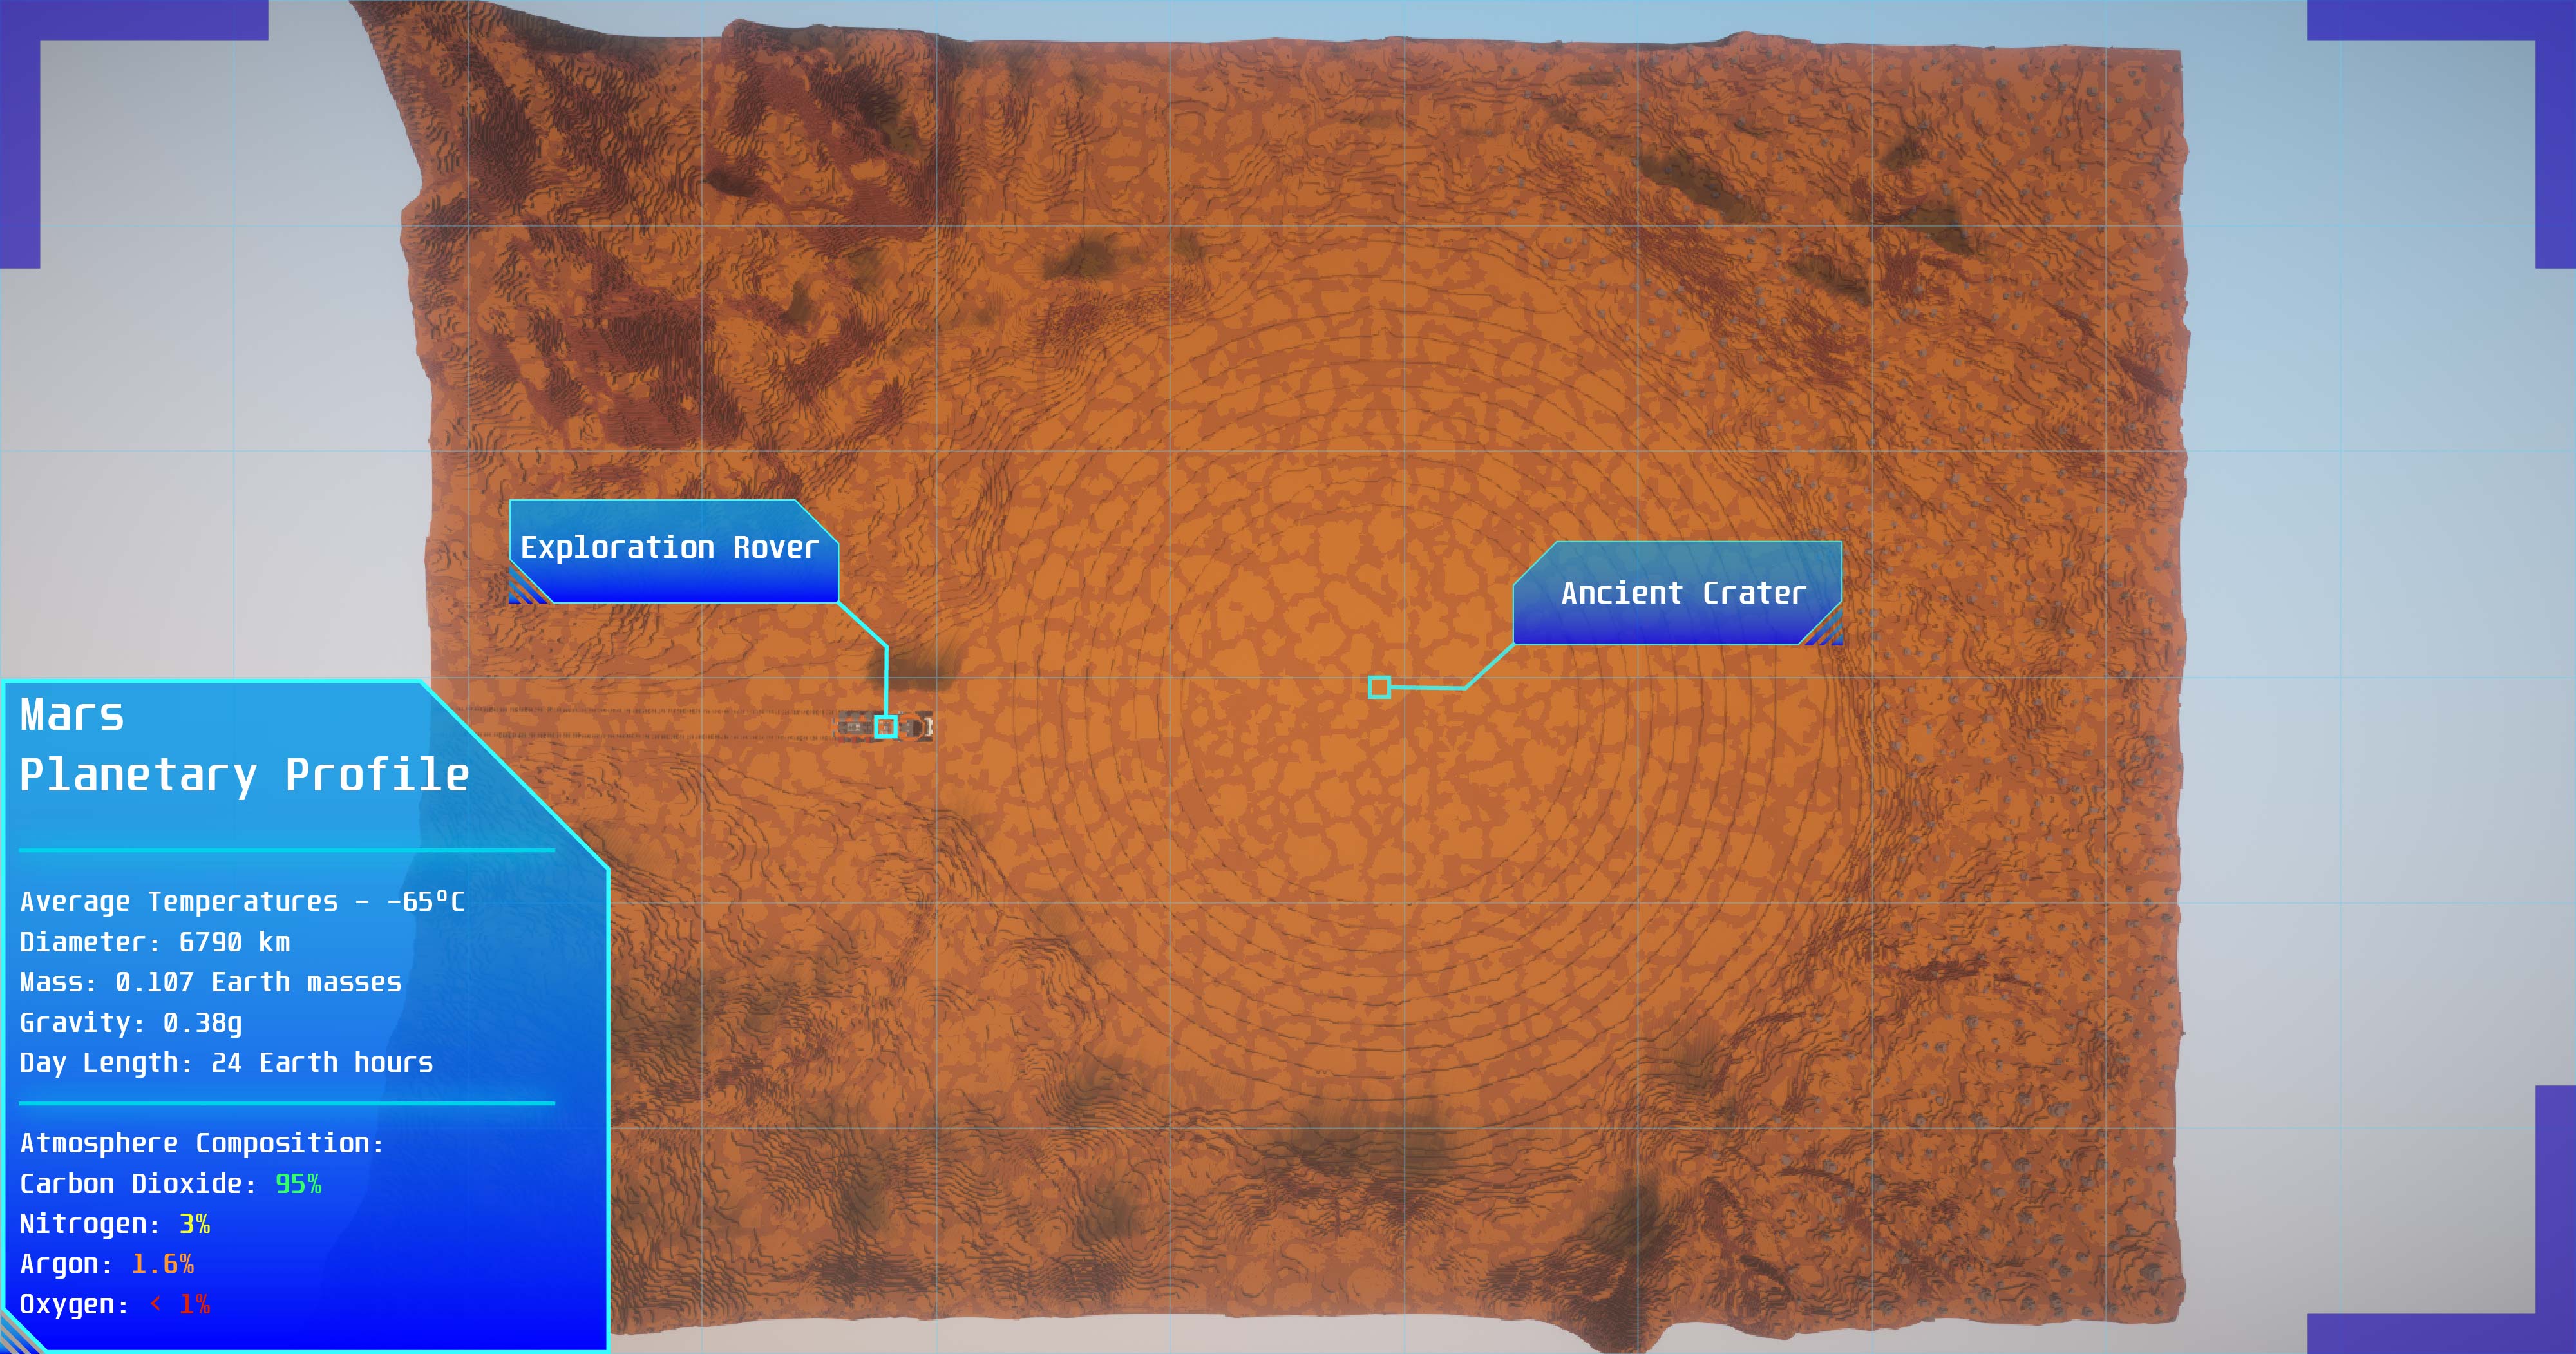 Exploration Rover
Ancient Crater
Mars
Planetary Profile
Average Temperatures - -65ºC
Diameter: 6790 km
Mass: 0.107 Earth masses
Gravity: 0.38g
Day Length: 24 Earth hours
Atmosphere Composition:
Carbon Dioxide: 95%
Nitrogen: 3%
Argon: 1.6%
Oxygen: < 1%